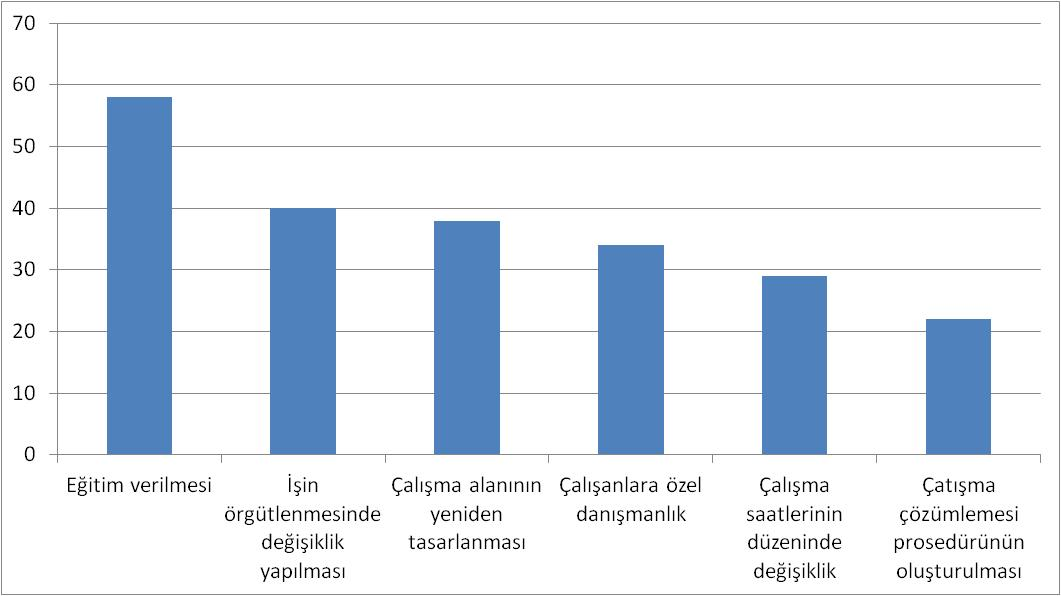 70
60
50
40
30
20
10
0
Eğitim verilmesi
İşin
örgütlenmesinde
değişiklik
yapılması
Çalışma alanının
yeniden
tasarlanması
Çalışanlara özel
danışmanlık
Çalışma
saatlerinin
düzeninde
değişiklik
Çatışma
çözümlemesi
prosedürünün
oluşturulması